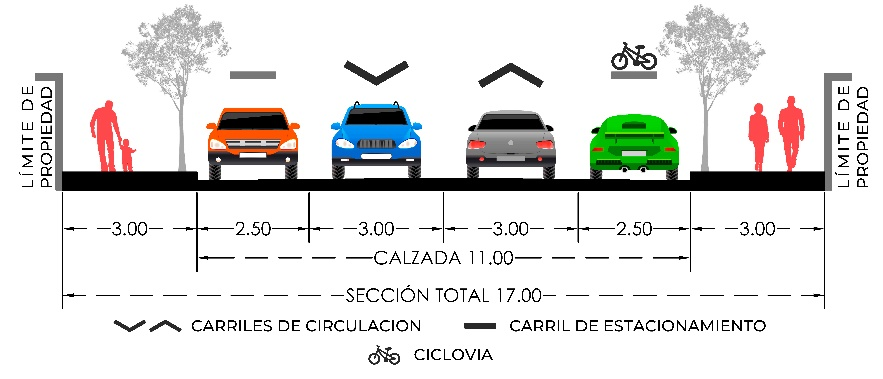 LÍMITE DE
PROPIEDAD
LÍMITE DE
PROPIEDAD
3.00 2.50 3.00 3.00 2.50 3.00
CALZADA 11.00
SECCIÓN TOTAL 17.00
CARRILES DE CIRCULACION CARRIL DE ESTACIONAMIENTO
CICLOVIA